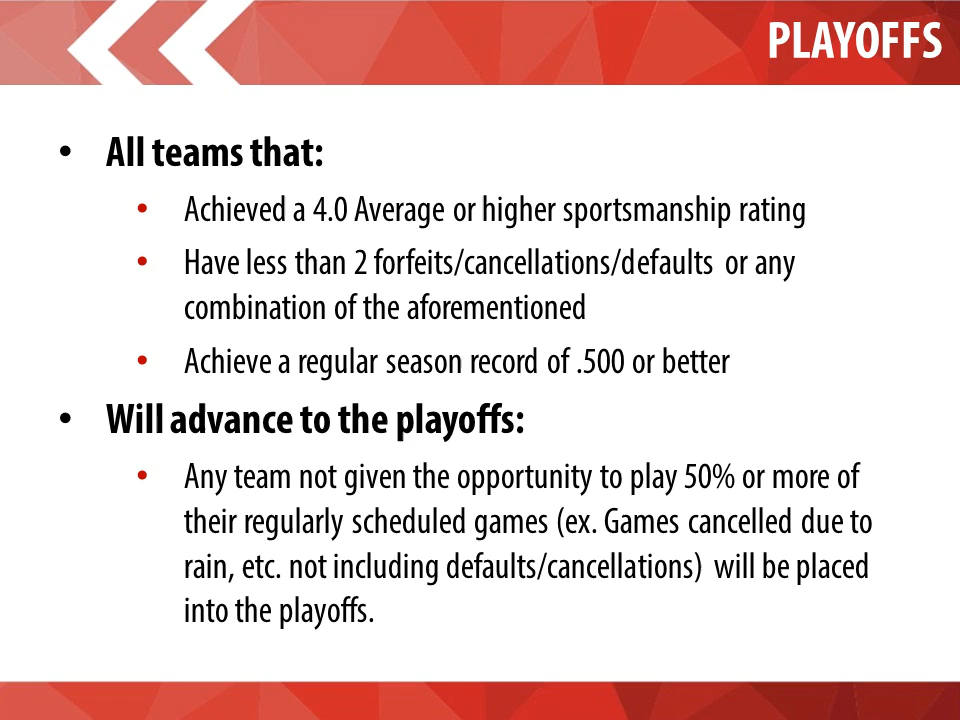 PLAYOFFS
• All teams that:
• Achieved a 4.0 Average or higher sportsmanship rating
• Have less than 2 forfeits/cancellations/defaults or any
combination of the aforementioned
• Achieve a regular season record of .500 or better
• Will advance to the playoffs:
• Any team not given the opportunity to play 50% or more of
their regularly scheduled games (ex. Games cancelled due to
rain, etc. not including defaults/cancellations) will be placed
into the playoffs.